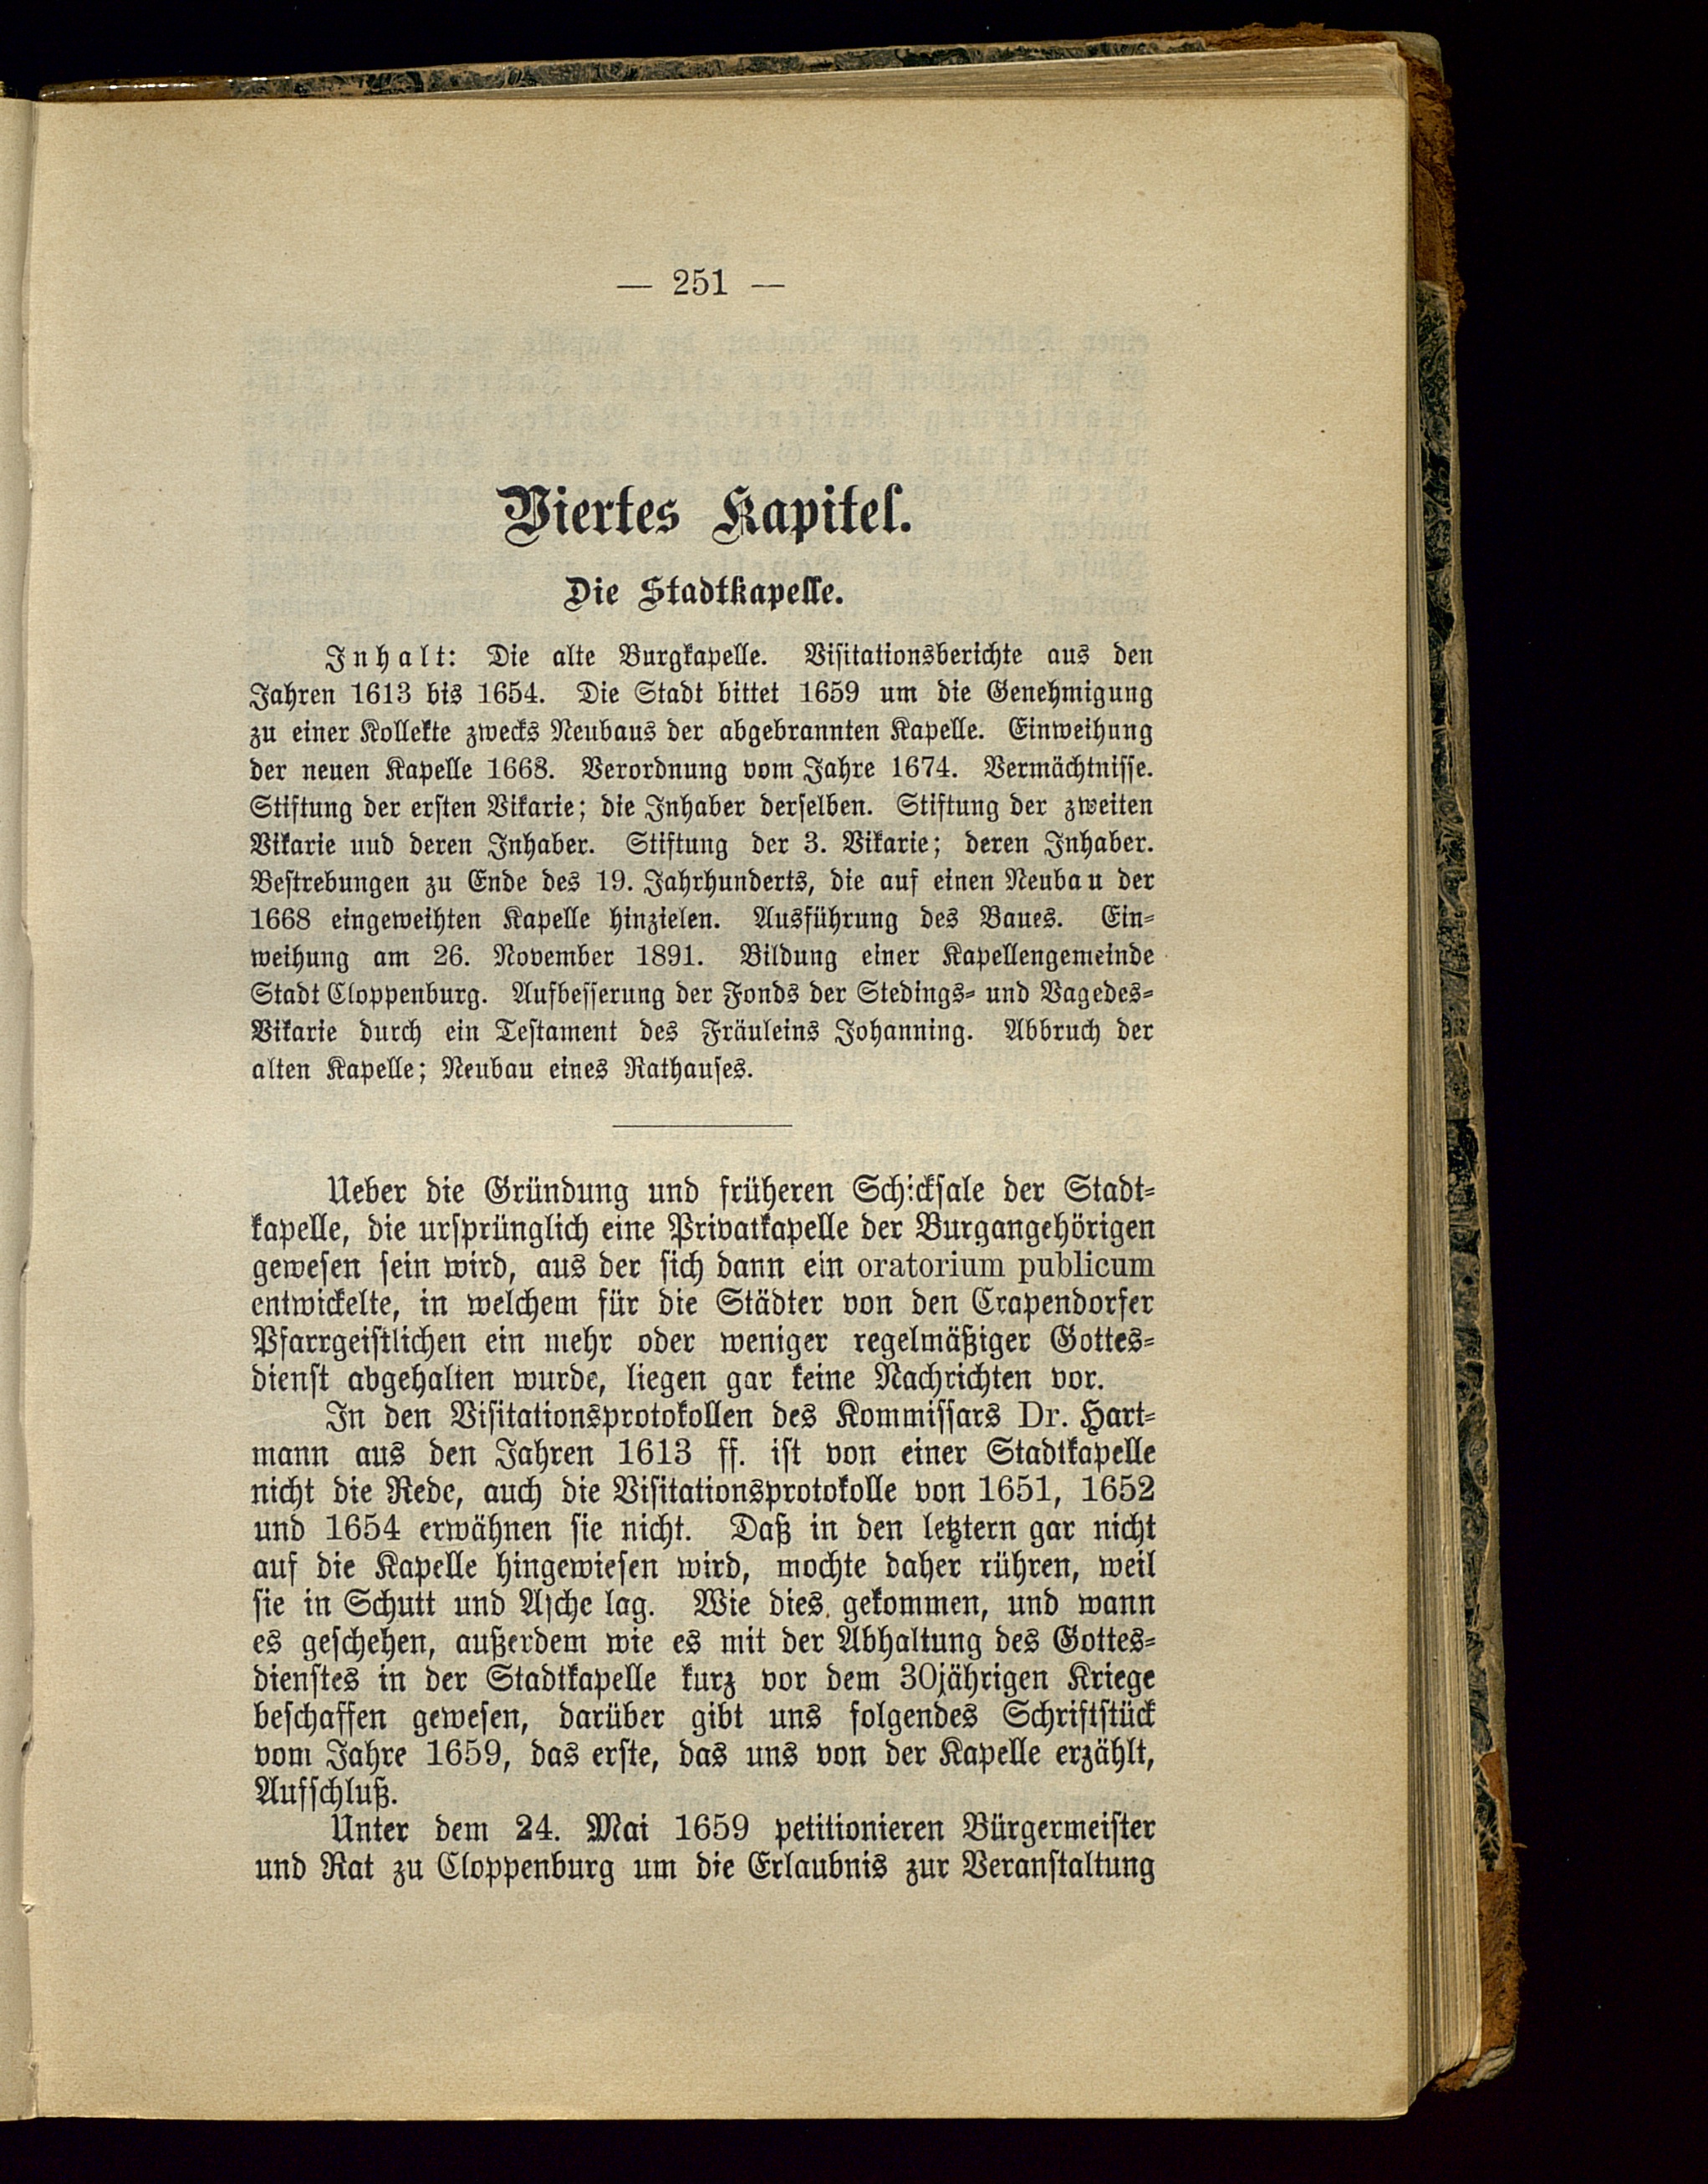 — 251 —
Viertes Kapitel.
Die Stadtkapelle.
Inhalt: Die alte Burgkapelle. Visitationsberichte aus den
Jahren 1613 bis 1654. Die Stadt bittet 1659 um die Genehmigung
zu einer Kollekte zwecks Neubaus der abgebrannten Kapelle. Einweihung
der neuen Kapelle 1668. Verordnung vom Jahre 1674. Vermächtnisse.
Stiftung der ersten Vikarie; die Inhaber derselben. Stiftung der zweiten
Vikarie und deren Inhaber. Stiftung der 3. Vikarie; deren Inhaber.
Bestrebungen zu Ende des 19. Jahrhunderts, die auf einen Neubau der
1668 eingeweihten Kapelle hinzielen. Ausführung des Baues. Ein-
weihung am 26. November 1891. Bildung einer Kapellengemeinde
Stadt Cloppenburg. Aufbesserung der Fonds der Stedings- und Vagedes-
Vikarie durch ein Testament des Fräuleins Johanning. Abbruch der
alten Kapelle; Neubau eines Rathauses.
Ueber die Gründung und früheren Schicksale der Stadt-
kapelle, die ursprünglich eine Privatkapelle der Burgangehörigen
gewesen sein wird, aus der sich dann ein oratorium publicum
entwickelte, in welchem für die Städter von den Crapendorfer
Pfarrgeistlichen ein mehr oder weniger regelmäßiger Gottes-
dienst abgehalten wurde, liegen gar keine Nachrichten vor.
In den Visitationsprotokollen des Kommissars Dr. Hart-
mann aus den Jahren 1613 ff. ist von einer Stadtkapelle
nicht die Rede, auch die Visitationsprotokolle von 1651, 1652
und 1654 erwähnen sie nicht. Daß in den letztern gar nicht
auf die Kapelle hingewiesen wird, mochte daher rühren, weil
sie in Schutt und Asche lag. Wie dies gekommen, und wann
es geschehen, außerdem wie es mit der Abhaltung des Gottes-
dienstes in der Stadtkapelle kurz vor dem 30jährigen Kriege
beschaffen gewesen, darüber gibt uns folgendes Schriftstück
vom Jahre 1659, das erste, das uns von der Kapelle erzählt,
Aufschluß.
Unter dem 24. Mai 1659 petitionieren Bürgermeister
und Rat zu Cloppenburg um die Erlaubnis zur Veranstaltung